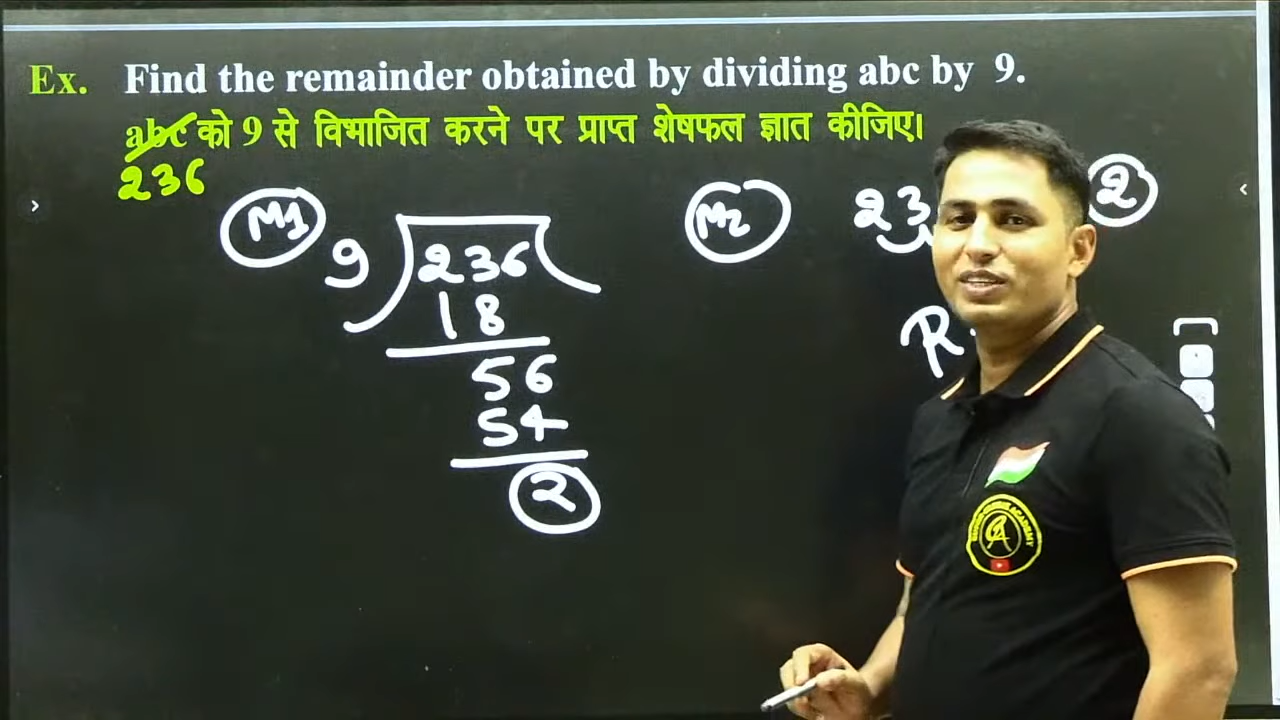 Ex. Find the remainder obtained by dividing abc by 9.
abc को 9 से विभाजित करने पर प्राप्त शेषफल ज्ञात कीजिए।
236
M1
9 236
18
56
54
2
M2
23
2
R